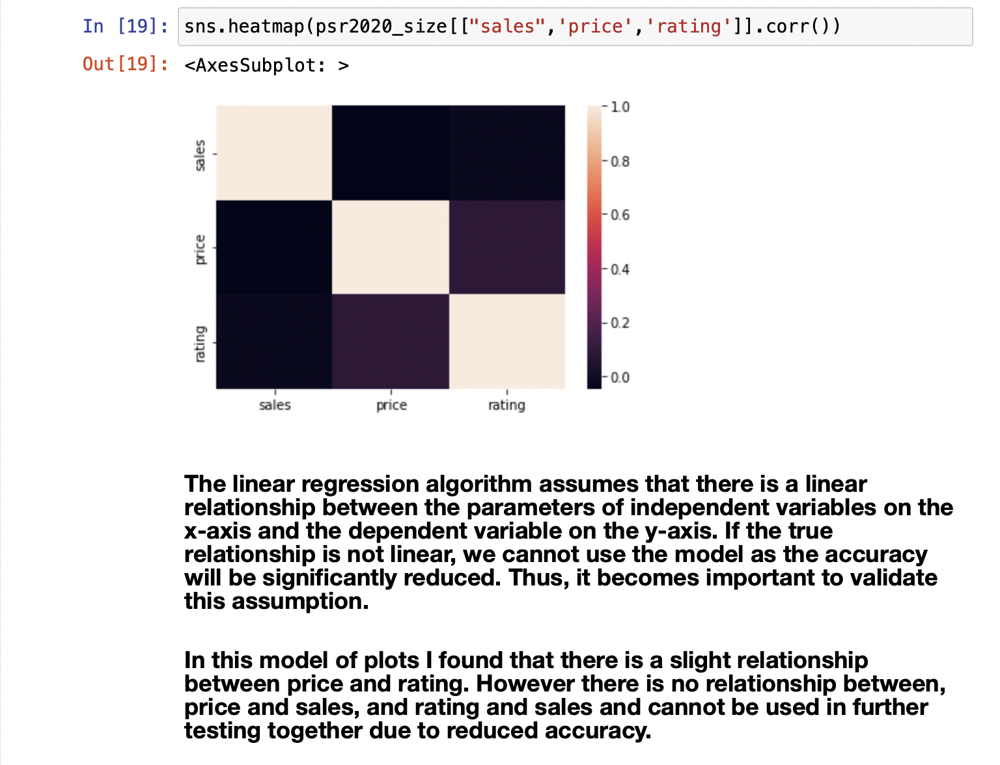 In [19]: sns.heatmap(psr2020_size[["sales",'price','rating']].corr())
Out[19]: <AxesSubplot: >
1.0
0.8
0.6
0.4
0.2
0.0
sales
price
rating
sales price rating
The linear regression algorithm assumes that there is a linear
relationship between the parameters of independent variables on the
x-axis and the dependent variable on the y-axis. If the true
relationship is not linear, we cannot use the model as the accuracy
will be significantly reduced. Thus, it becomes important to validate
this assumption.
In this model of plots I found that there is a slight relationship
between price and rating. However there is no relationship between,
price and sales, and rating and sales and cannot be used in further
testing together due to reduced accuracy.